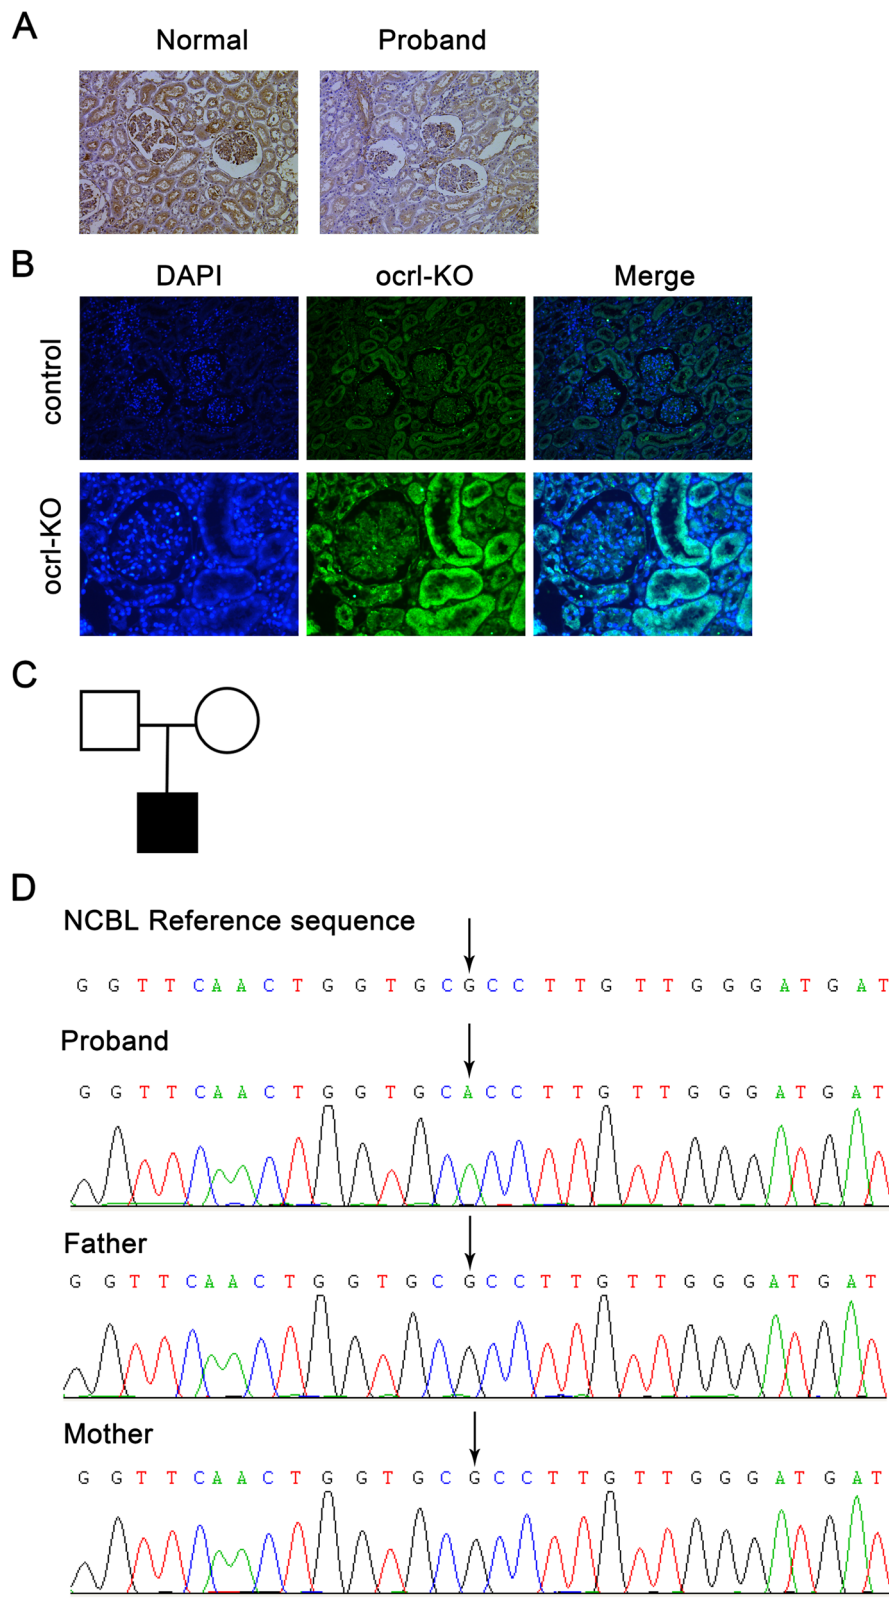 A
Normal Proband
B
DAPI ocrl-KO Merge
control
ocrl-KO
C
D
NCBL Reference sequence
G G T T C A A C T G G T G C G C C T T G T T G G G A T G A T
Proband
G G T T C A A C T G G T G C A C C T T G T T G G G A T G A T
Father
G G T T C A A C T G G T G C G C C T T G T T G G G A T G A T
Mother
G G T T C A A C T G G T G C G C C T T G T T G G G A T G A T